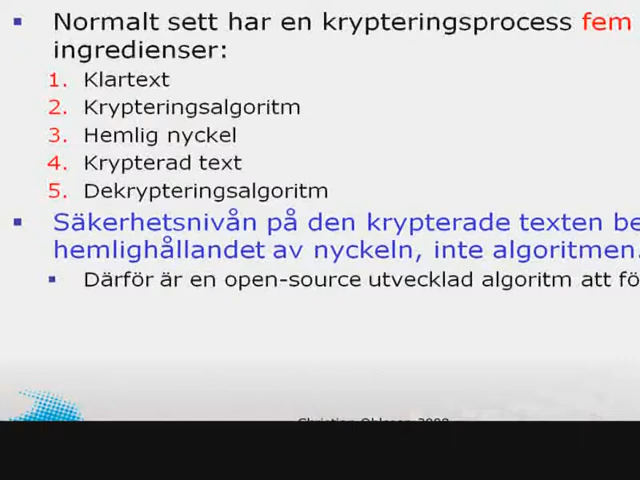 Normalt sett har en krypteringsprocess fem
ingredienser:
1. Klartext
2. Krypteringsalgoritm
3. Hemlig nyckel
4. Krypterad text
5. Dekrypteringsalgoritm
Säkerhetsnivån på den krypterade texten be
hemlighållandet av nyckeln, inte algoritmen.
Därför är en open-source utvecklad algoritm att fö